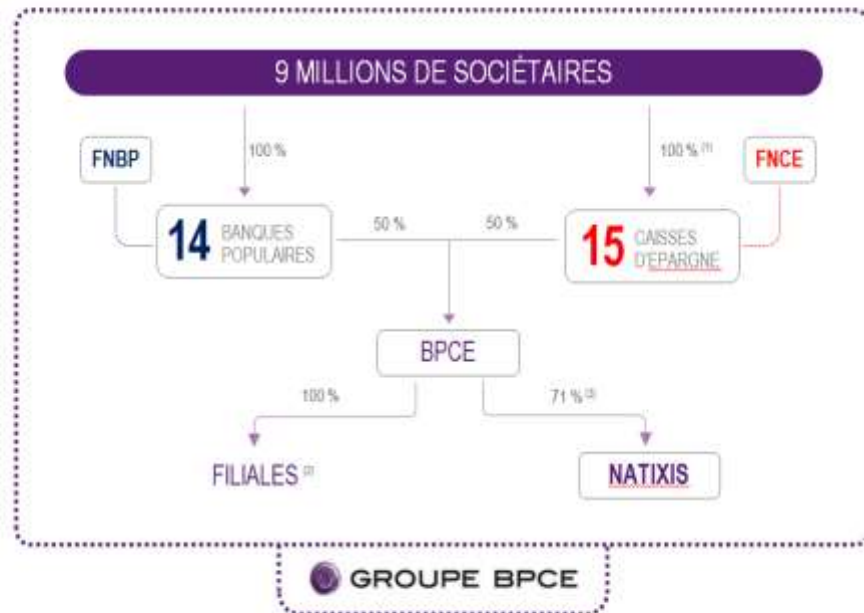 9 MILLIONS DE SOCIÉTAIRES
FNBP
100 %
100 % (1)
FNCE
14 BANQUES
POPULAIRES
50 %
50 %
15 CAISSES
D'EPARGNE
BPCE
100 %
71 %
FILIALES
NATIXIS
GROUPE BPCE